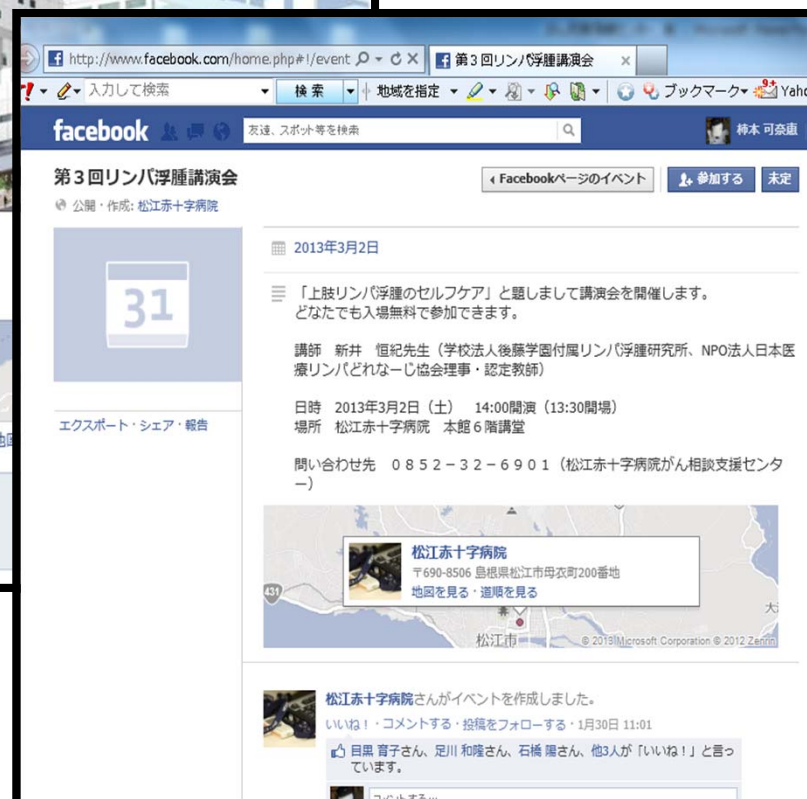 http://www.facebook.com/home.php#!/event
第3回リンパ浮腫講演会
入力して検索
検索
地域を指定
ブックマーク
facebook
友達、スポット等を検索
柿本 可奈恵
第3回リンパ浮腫講演会
Facebookページのイベント
参加する
未定
公開・作成: 松江赤十字病院
31
2013年3月2日
「上肢リンパ浮腫のセルフケア」と題しまして講演会を開催します。
どなたでも入場無料で参加できます。
講師 新井 恒紀先生（学校法人後藤学園付属リンパ浮腫研究所、NPO法人日本医
療リンパどれなーじ協会理事・認定教師）
日時 2013年3月2日（土） 14:00開演（13:30開場）
場所 松江赤十字病院 本館6階講堂
エクスポート・シェア・報告
問い合わせ先 0852-32-6901（松江赤十字病院がん相談支援センタ
ー）
松江赤十字病院
〒690-8506 島根県松江市母衣町200番地
地図を見る・道順を見る
431
松江市
© 2013 Microsoft Corporation © 2012 Zenrin
松江赤十字病院さんがイベントを作成しました。
いいね！・コメントする・投稿をフォローする・1月30日 11:01
目黒 育子さん、足川 和隆さん、石橋 陽さん、他3人が「いいね！」と言っ
ています。
コメントする...